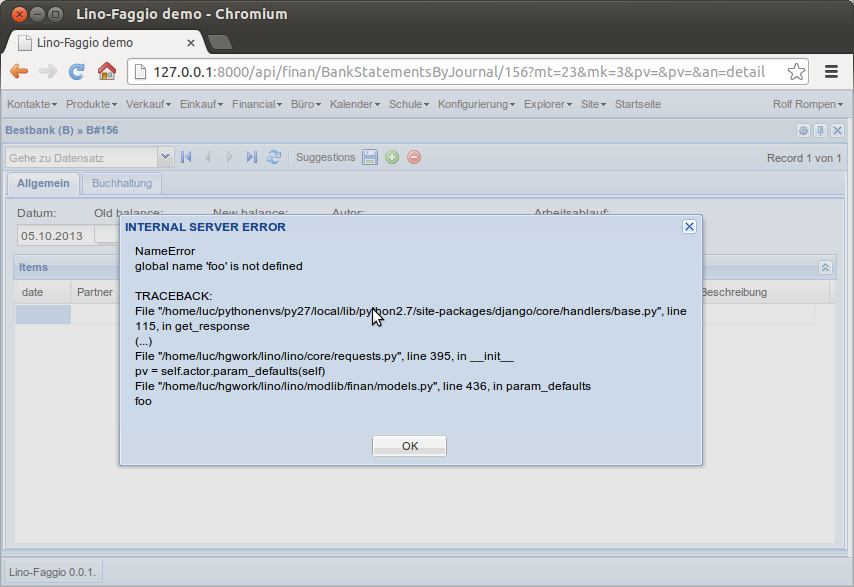 Lino-Faggio demo - Chromium
Lino-Faggio demo
127.0.0.1:8000/api/finan/BankStatementsByJournal/156?mt=23&mk=3&pv=&pv=&an=detail
Kontakte Produkte Verkauf Einkauf Financial Büro Kalender Schule Konfigurierung Explorer Site Startseite Rolf Rompen
Bestbank (B) » B#156
Gehe zu Datensatz Suggestions Record 1 von 1
Allgemein Buchhaltung
Datum: Old balance: New balance: Autor: Arbeitsablauf:
05.10.2013
INTERNAL SERVER ERROR
NameError
global name 'foo' is not defined
TRACEBACK:
File "/home/luc/pythonenvs/py27/local/lib/python2.7/site-packages/django/core/handlers/base.py", line
115, in get_response
(...)
File "/home/luc/hgwork/lino/lino/core/requests.py", line 395, in __init__
pv = self.actor.param_defaults(self)
File "/home/luc/hgwork/lino/lino/modlib/finan/models.py", line 436, in param_defaults
foo
OK
Items
date Partner Beschreibung
Lino-Faggio 0.0.1.